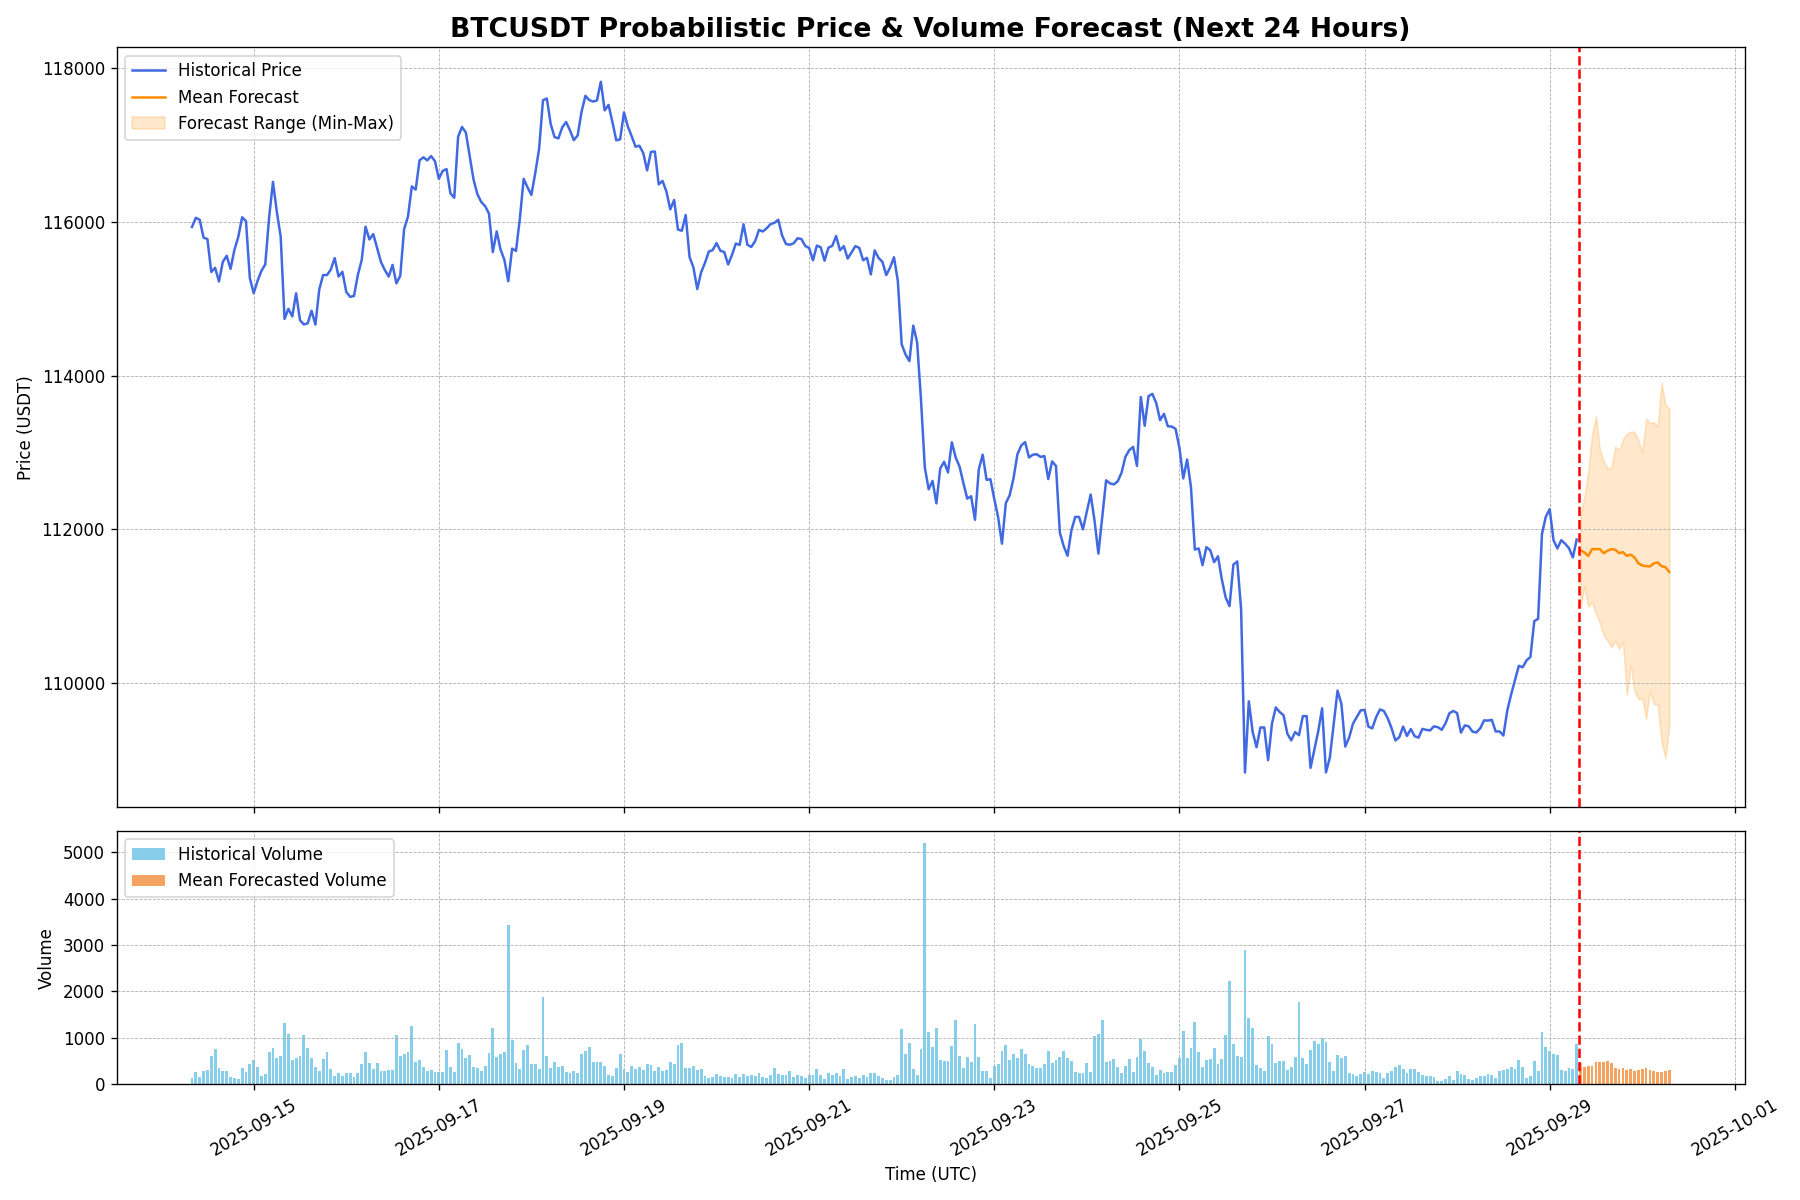 BTCUSDT Probabilistic Price & Volume Forecast (Next 24 Hours)
Historical Price
Mean Forecast
Forecast Range (Min-Max)
118000
116000
114000
112000
110000
Price (USDT)
Historical Volume
Mean Forecasted Volume
5000
4000
3000
2000
1000
0
Volume
2025-09-15
2025-09-17
2025-09-19
2025-09-21
2025-09-23
2025-09-25
2025-09-27
2025-09-29
2025-10-01
Time (UTC)